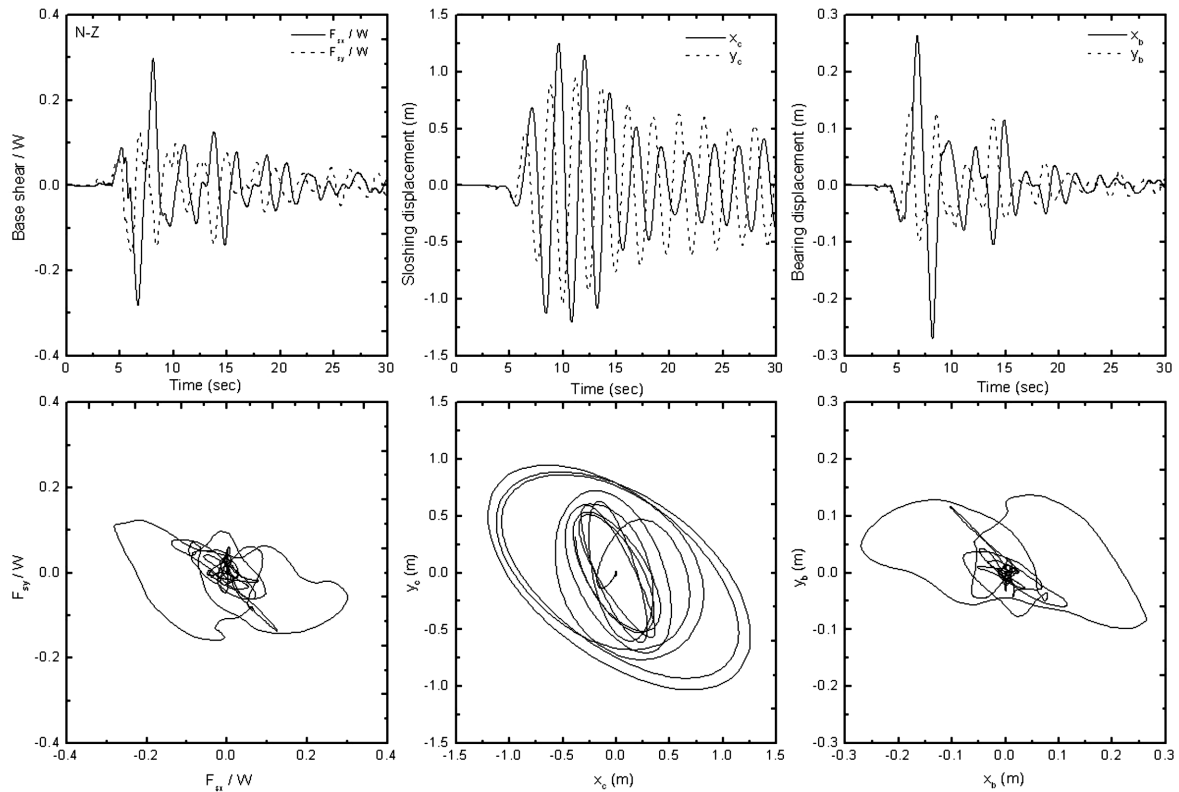 N-Z
F_sx / W
F_sy / W
0.4
0.2
0.0
-0.2
-0.4
Base shear / W
0 5 10 15 20 25 30
Time (sec)
x_c
y_c
1.5
1.0
0.5
0.0
-0.5
-1.0
-1.5
Sloshing displacement (m)
0 5 10 15 20 25 30
Time (sec)
x_b
y_b
0.3
0.2
0.1
0.0
-0.1
-0.2
-0.3
Bearing displacement (m)
0 5 10 15 20 25 30
Time (sec)
0.4
0.2
0.0
-0.2
-0.4
F_sy / W
-0.4 -0.2 0.0 0.2 0.4
F_sx / W
1.5
1.0
0.5
0.0
-0.5
-1.0
-1.5
y_c (m)
-1.5 -1.0 -0.5 0.0 0.5 1.0 1.5
x_c (m)
0.3
0.2
0.1
0.0
-0.1
-0.2
-0.3
y_b (m)
-0.3 -0.2 -0.1 0.0 0.1 0.2 0.3
x_b (m)